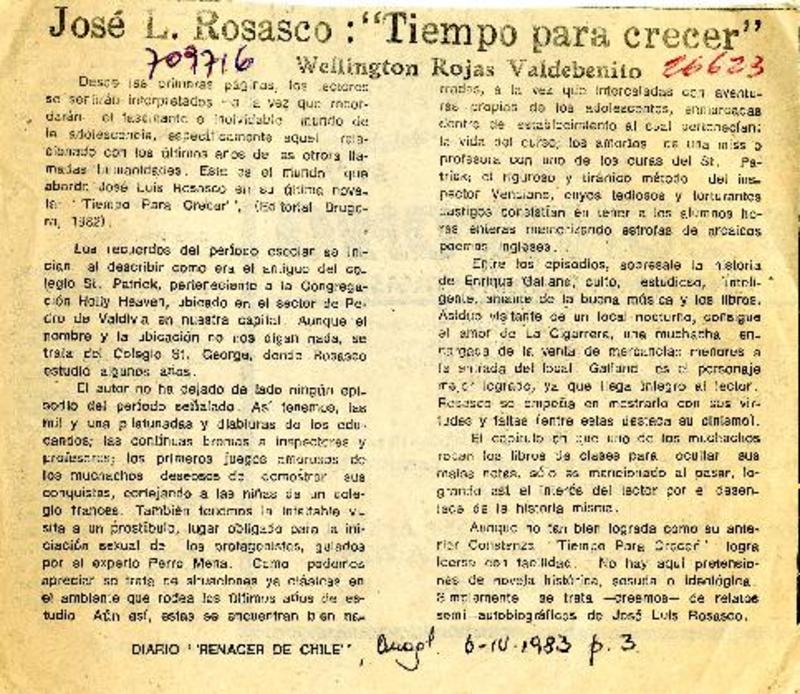 José L. Rosasco : "Tiempo para crecer"
709716
Wellington Rojas Valdebenito
26623
Desde las primeras páginas, los lectores
se sentirán interpretados a la vez que recor-
darán el fascinante e inolvidable mundo de
la adolescencia, específicamente aquel rela-
cionado con los últimos años de las otrora lla-
madas humanidades. Este es el mundo que
aborda José Luis Rosasco en su última nove-
la "Tiempo Para Crecer", (Editorial Brugue-
ra, 1982).
Los recuerdos del período escolar se ini-
cian al describir como era el antiguo del co-
legio St. Patrick, perteneciente a la Congrega-
ción Holly Heaven, ubicado en el sector de Pe-
dro de Valdivia en nuestra capital. Aunque el
nombre y la ubicación no nos digan nada, se
trata del Colegio St. George, donde Rosasco
estudió algunos años.
El autor no ha dejado de lado ningún epi-
sodio del período señalado. Así tenemos, las
mil y una pilatunadas y diabluras de los edu-
candos; las continuas bromas a inspectores y
profesores; los primeros juegos amorosos de
los muchachos deseosos de demostrar sus
conquistas, cortejando a las niñas de un cole-
gio francés. También tenemos la infaltable vi-
sita a un prostíbulo, lugar obligado para la ini-
ciación sexual de los protagonistas, guiados
por el experto Perro Mena. Como podemos
apreciar se trata de situaciones ya clásicas en
el ambiente que rodea los últimos años de es-
tudio. Aún así, estas se encuentran bien na-
rradas, a la vez que intercaladas con aventu-
ras propias de los adolescentes, enmarcadas
dentro de establecimiento al cual pertenecían:
la vida del curso; los amoríos de una miss o
profesora con uno de los curas del St. Pa-
trick; el riguroso y tiránico método del ins-
pector Venciano, cuyos tediosos y torturantes
castigos consistían en tener a los alumnos ho-
ras enteras memorizando estrofas de arcaicos
poemas ingleses.
Entre los episodios, sobresale la historia
de Enrique Galland, culto, estudioso, inteli-
gente, amante de la buena música y los libros.
Asiduo visitante de un local nocturno, consigue
el amor de La Cigarrera, una muchacha en-
cargada de la venta de mercancías menores a
la entrada del local. Galland es el personaje
mejor logrado, ya que llega íntegro al lector.
Rosasco se empeña en mostrarlo con sus vir-
tudes y faltas (entre estas destaca su cinismo).
El capítulo en que uno de los muchachos
roban los libros de clases para ocultar sus
malas notas, sólo es mencionado al pasar, lo-
grando así el interés del lector por el desen-
lace de la historia misma.
Aunque no tan bien lograda como su ante-
rior Constenza "Tiempo Para Crecer" logra
leerse con facilidad. No hay aquí pretensio-
nes de novela histórica, sesuda o ideológica.
Simplemente se trata —creemos— de relatos
semi-autobiográficos de José Luis Rosasco.
DIARIO "RENACER DE CHILE", Angol. 6-IV-1983 p. 3